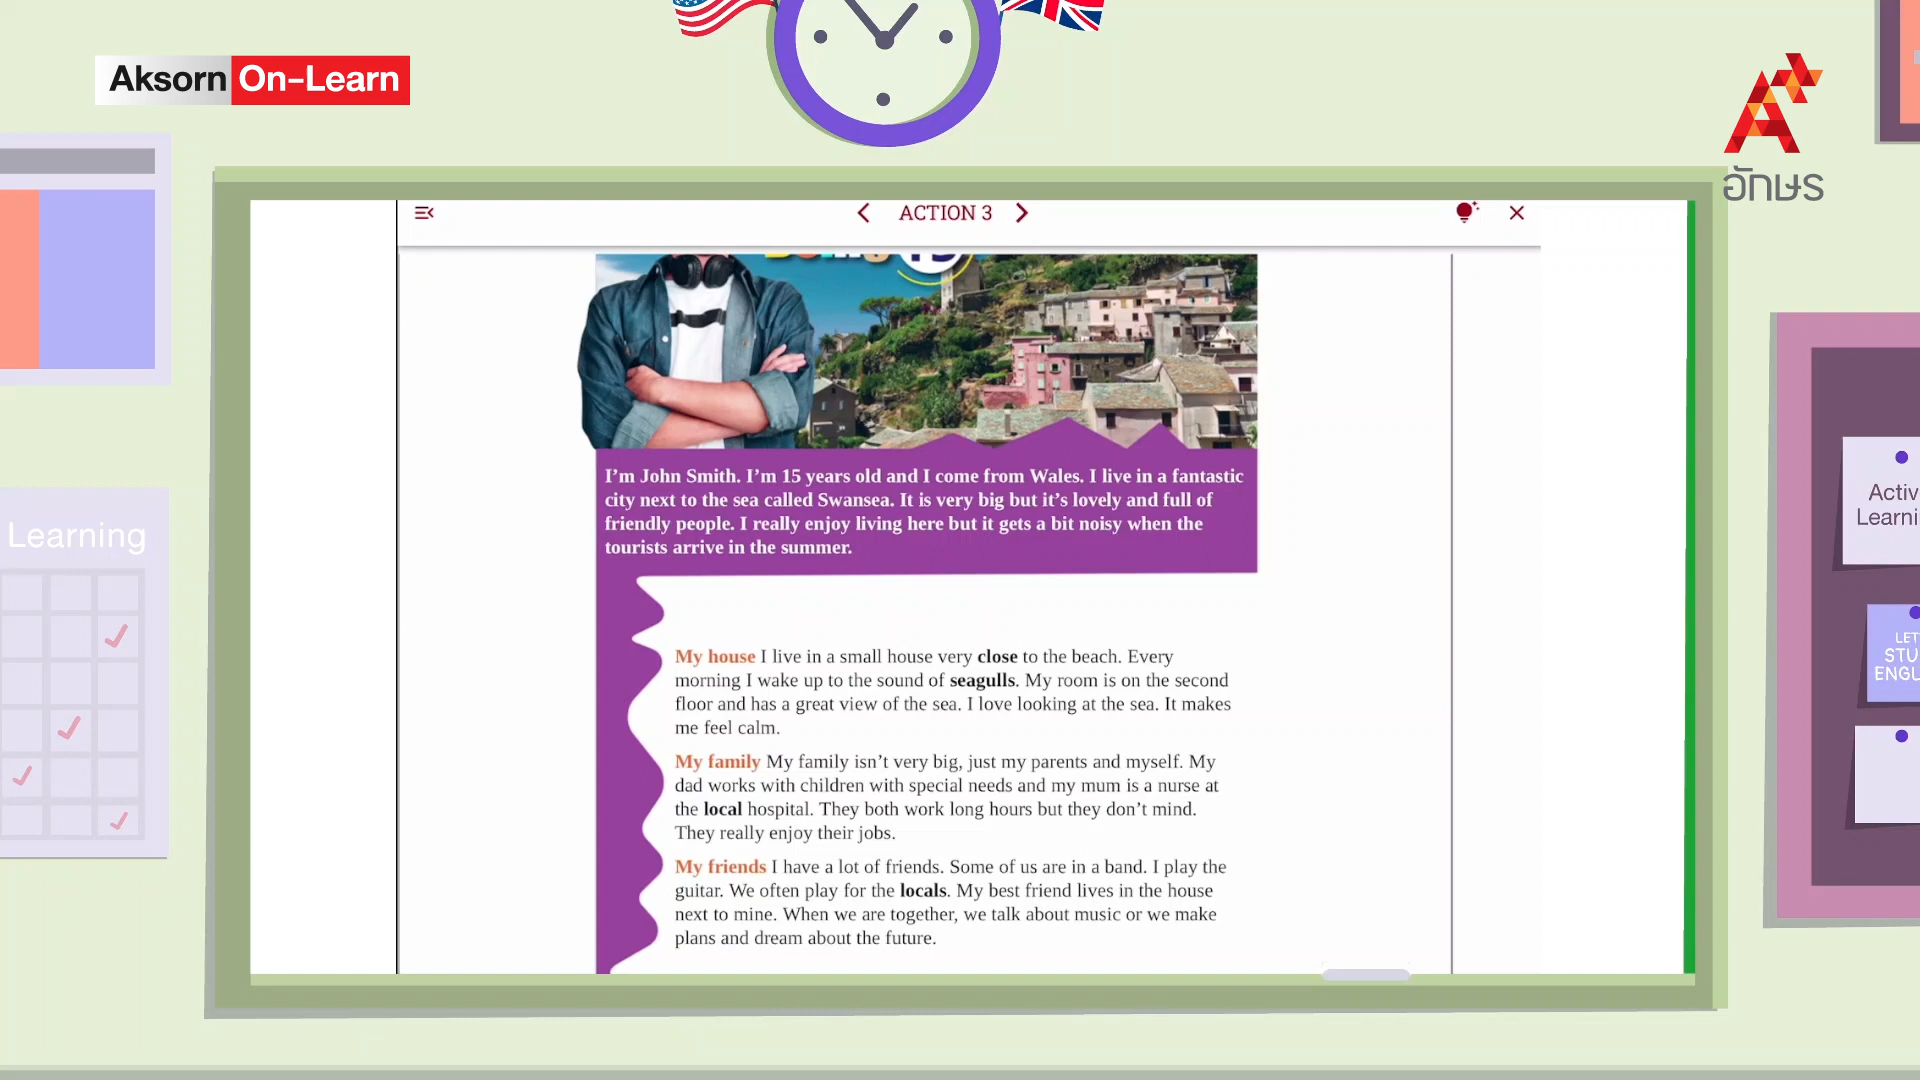 Aksorn On-Learn
อักษร
ACTION 3
I'm John Smith. I'm 15 years old and I come from Wales. I live in a fantastic
city next to the sea called Swansea. It is very big but it's lovely and full of
friendly people. I really enjoy living here but it gets a bit noisy when the
tourists arrive in the summer.
My house I live in a small house very close to the beach. Every
morning I wake up to the sound of seagulls. My room is on the second
floor and has a great view of the sea. I love looking at the sea. It makes
me feel calm.
My family My family isn't very big, just my parents and myself. My
dad works with children with special needs and my mum is a nurse at
the local hospital. They both work long hours but they don't mind.
They really enjoy their jobs.
My friends I have a lot of friends. Some of us are in a band. I play the
guitar. We often play for the locals. My best friend lives in the house
next to mine. When we are together, we talk about music or we make
plans and dream about the future.
Learning
Activ
Learni
LET
STU
ENGL